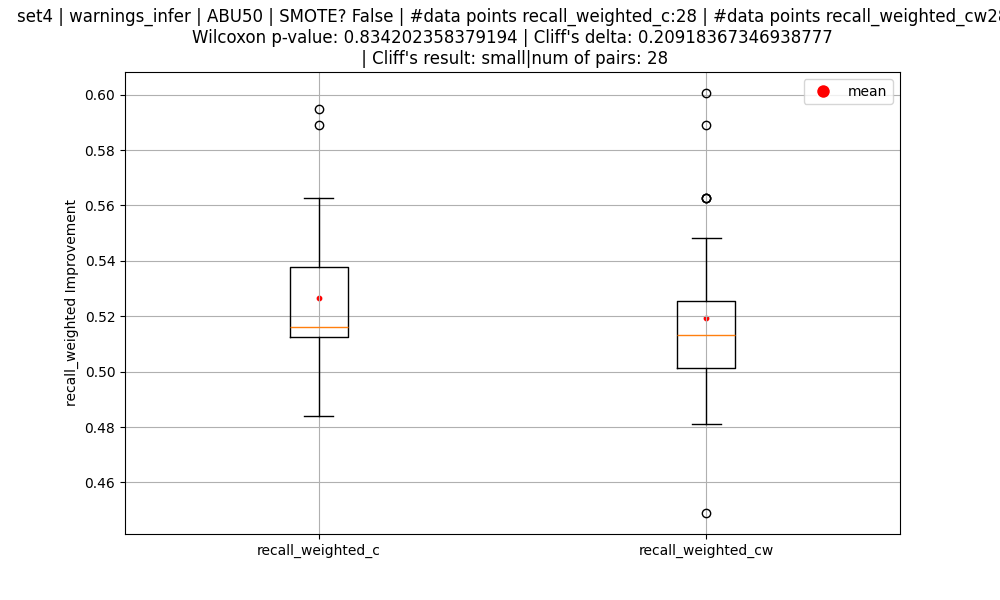 set4 | warnings_infer | ABU50 | SMOTE? False | #data points recall_weighted_c:28 | #data points recall_weighted_cw28
Wilcoxon p-value: 0.834202358379194 | Cliff's delta: 0.20918367346938777
| Cliff's result: small|num of pairs: 28
mean
0.60
0.58
0.56
0.54
0.52
0.50
0.48
0.46
recall_weighted Improvement
recall_weighted_c
recall_weighted_cw